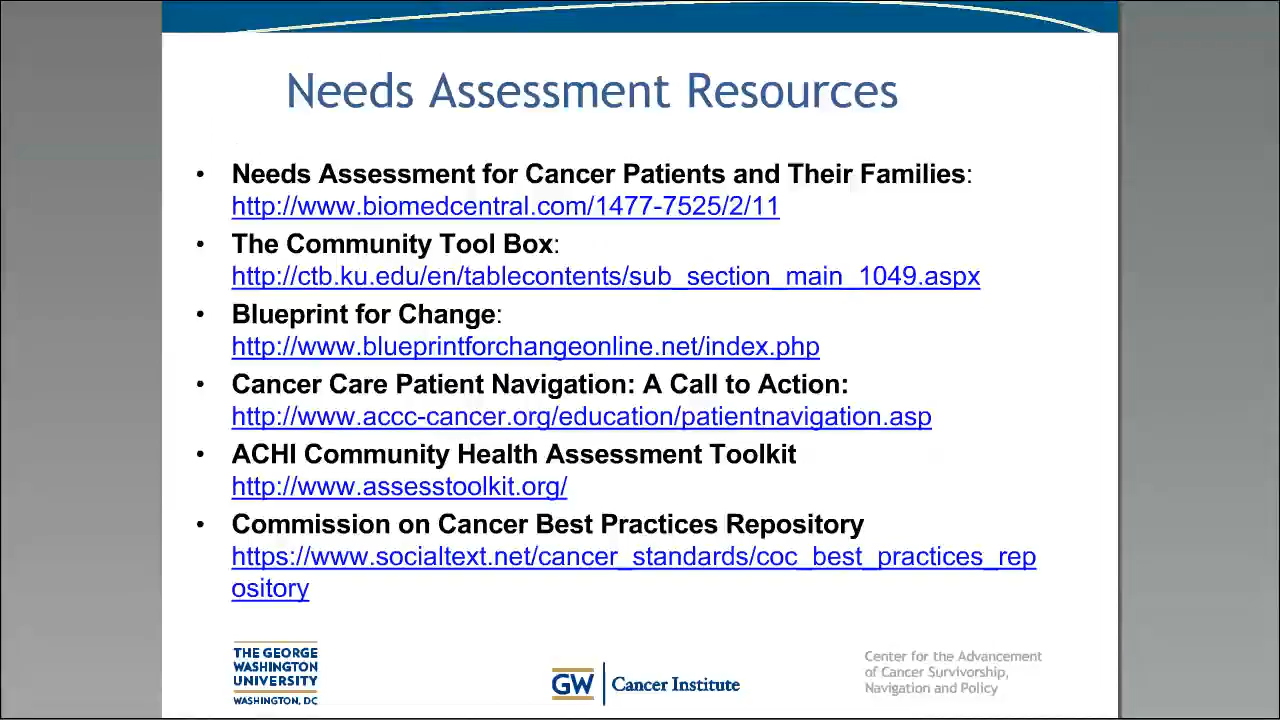 Needs Assessment Resources
• Needs Assessment for Cancer Patients and Their Families:
http://www.biomedcentral.com/1477-7525/2/11
• The Community Tool Box:
http://ctb.ku.edu/en/tablecontents/sub_section_main_1049.aspx
• Blueprint for Change:
http://www.blueprintforchangeonline.net/index.php
• Cancer Care Patient Navigation: A Call to Action:
http://www.accc-cancer.org/education/patientnavigation.asp
• ACHI Community Health Assessment Toolkit
http://www.assesstoolkit.org/
• Commission on Cancer Best Practices Repository
https://www.socialtext.net/cancer_standards/coc_best_practices_rep
ository
THE GEORGE
WASHINGTON
UNIVERSITY
WASHINGTON, DC
GW Cancer Institute
Center for the Advancement
of Cancer Survivorship,
Navigation and Policy